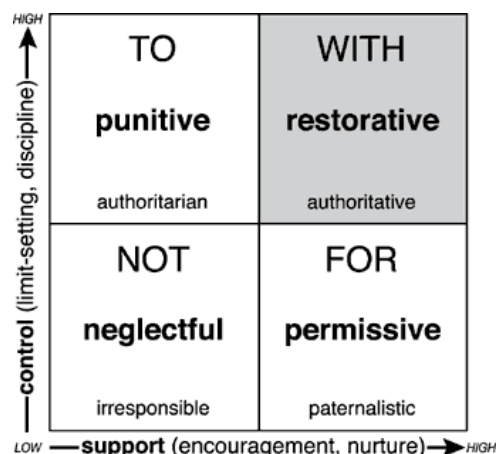 HIGH
TO
punitive
authoritarian
WITH
restorative
authoritative
NOT
neglectful
irresponsible
FOR
permissive
paternalistic
control (limit-setting, discipline)
LOW
support (encouragement, nurture)
HIGH